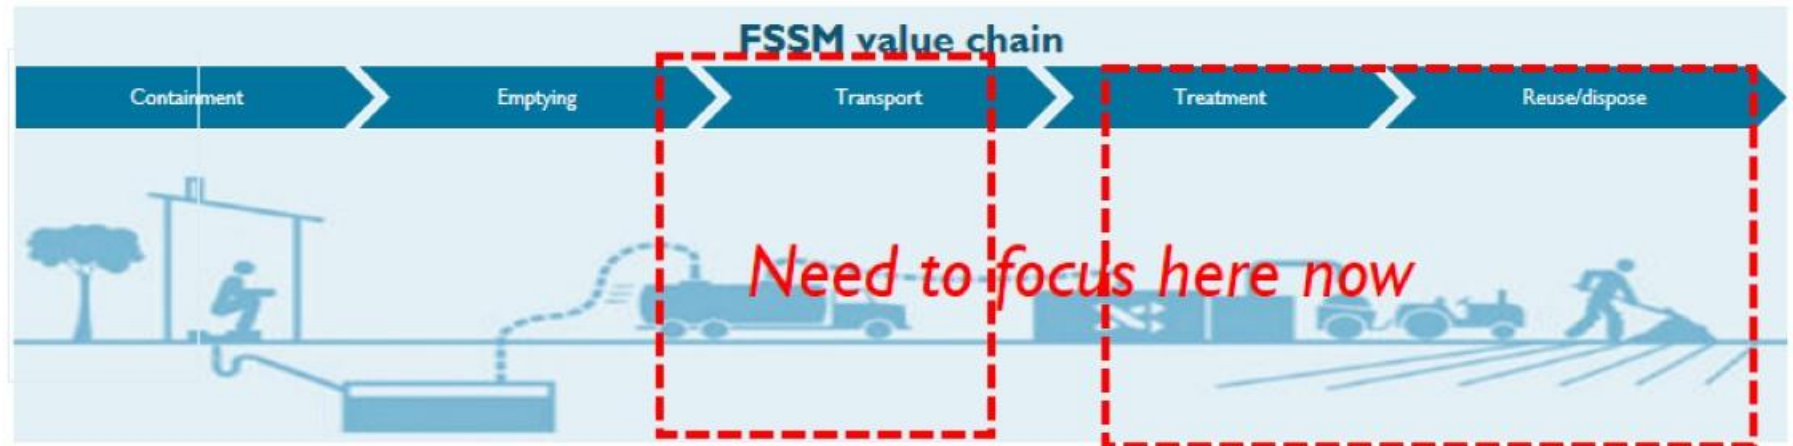 FSSM value chain
Containment Emptying Transport Treatment Reuse/dispose
Need to focus here now